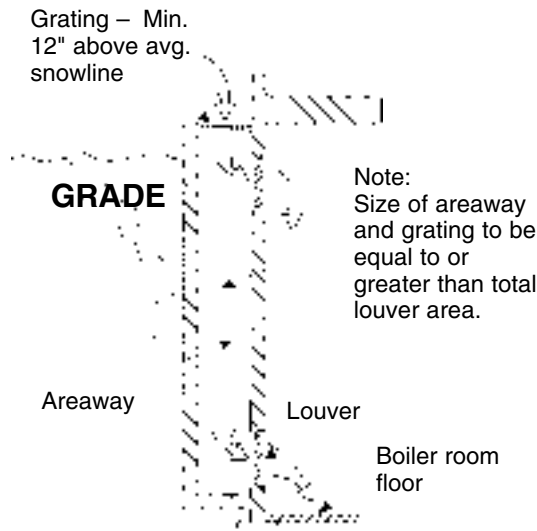 Grating – Min.
12" above avg.
snowline
GRADE
Note:
Size of areaway
and grating to be
equal to or
greater than total
louver area.
Areaway
Louver
Boiler room
floor